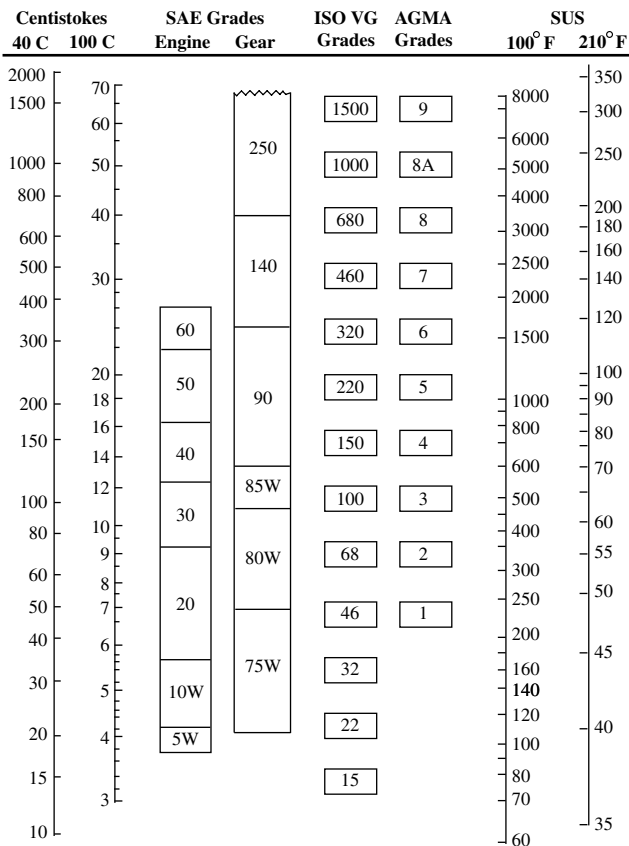 Centistokes SAE Grades ISO VG AGMA SUS
40 C 100 C Engine Gear Grades Grades 100° F 210° F
2000 70 350
1500 60 1500 9 8000 300
250 6000
1000 50 1000 8A 5000 250
800 4000
600 40 680 8 3000 200
180
500 140 2500 160
400 30 460 7 2000 140
300 60 320 6 1500 120
20 50 220 5 100
200 18 90 1000 90
16 800
150 14 40 150 4 600 80
12 85W 70
100 30 100 3 500
80 10 400 60
9 80W 68 2 55
60 8 300
50 7 20 46 1 250 50
40 6 200
30 75W 32 160 45
5 10W 140
20 4 5W 22 120 40
100
15 15 80
3 70
10 60 35